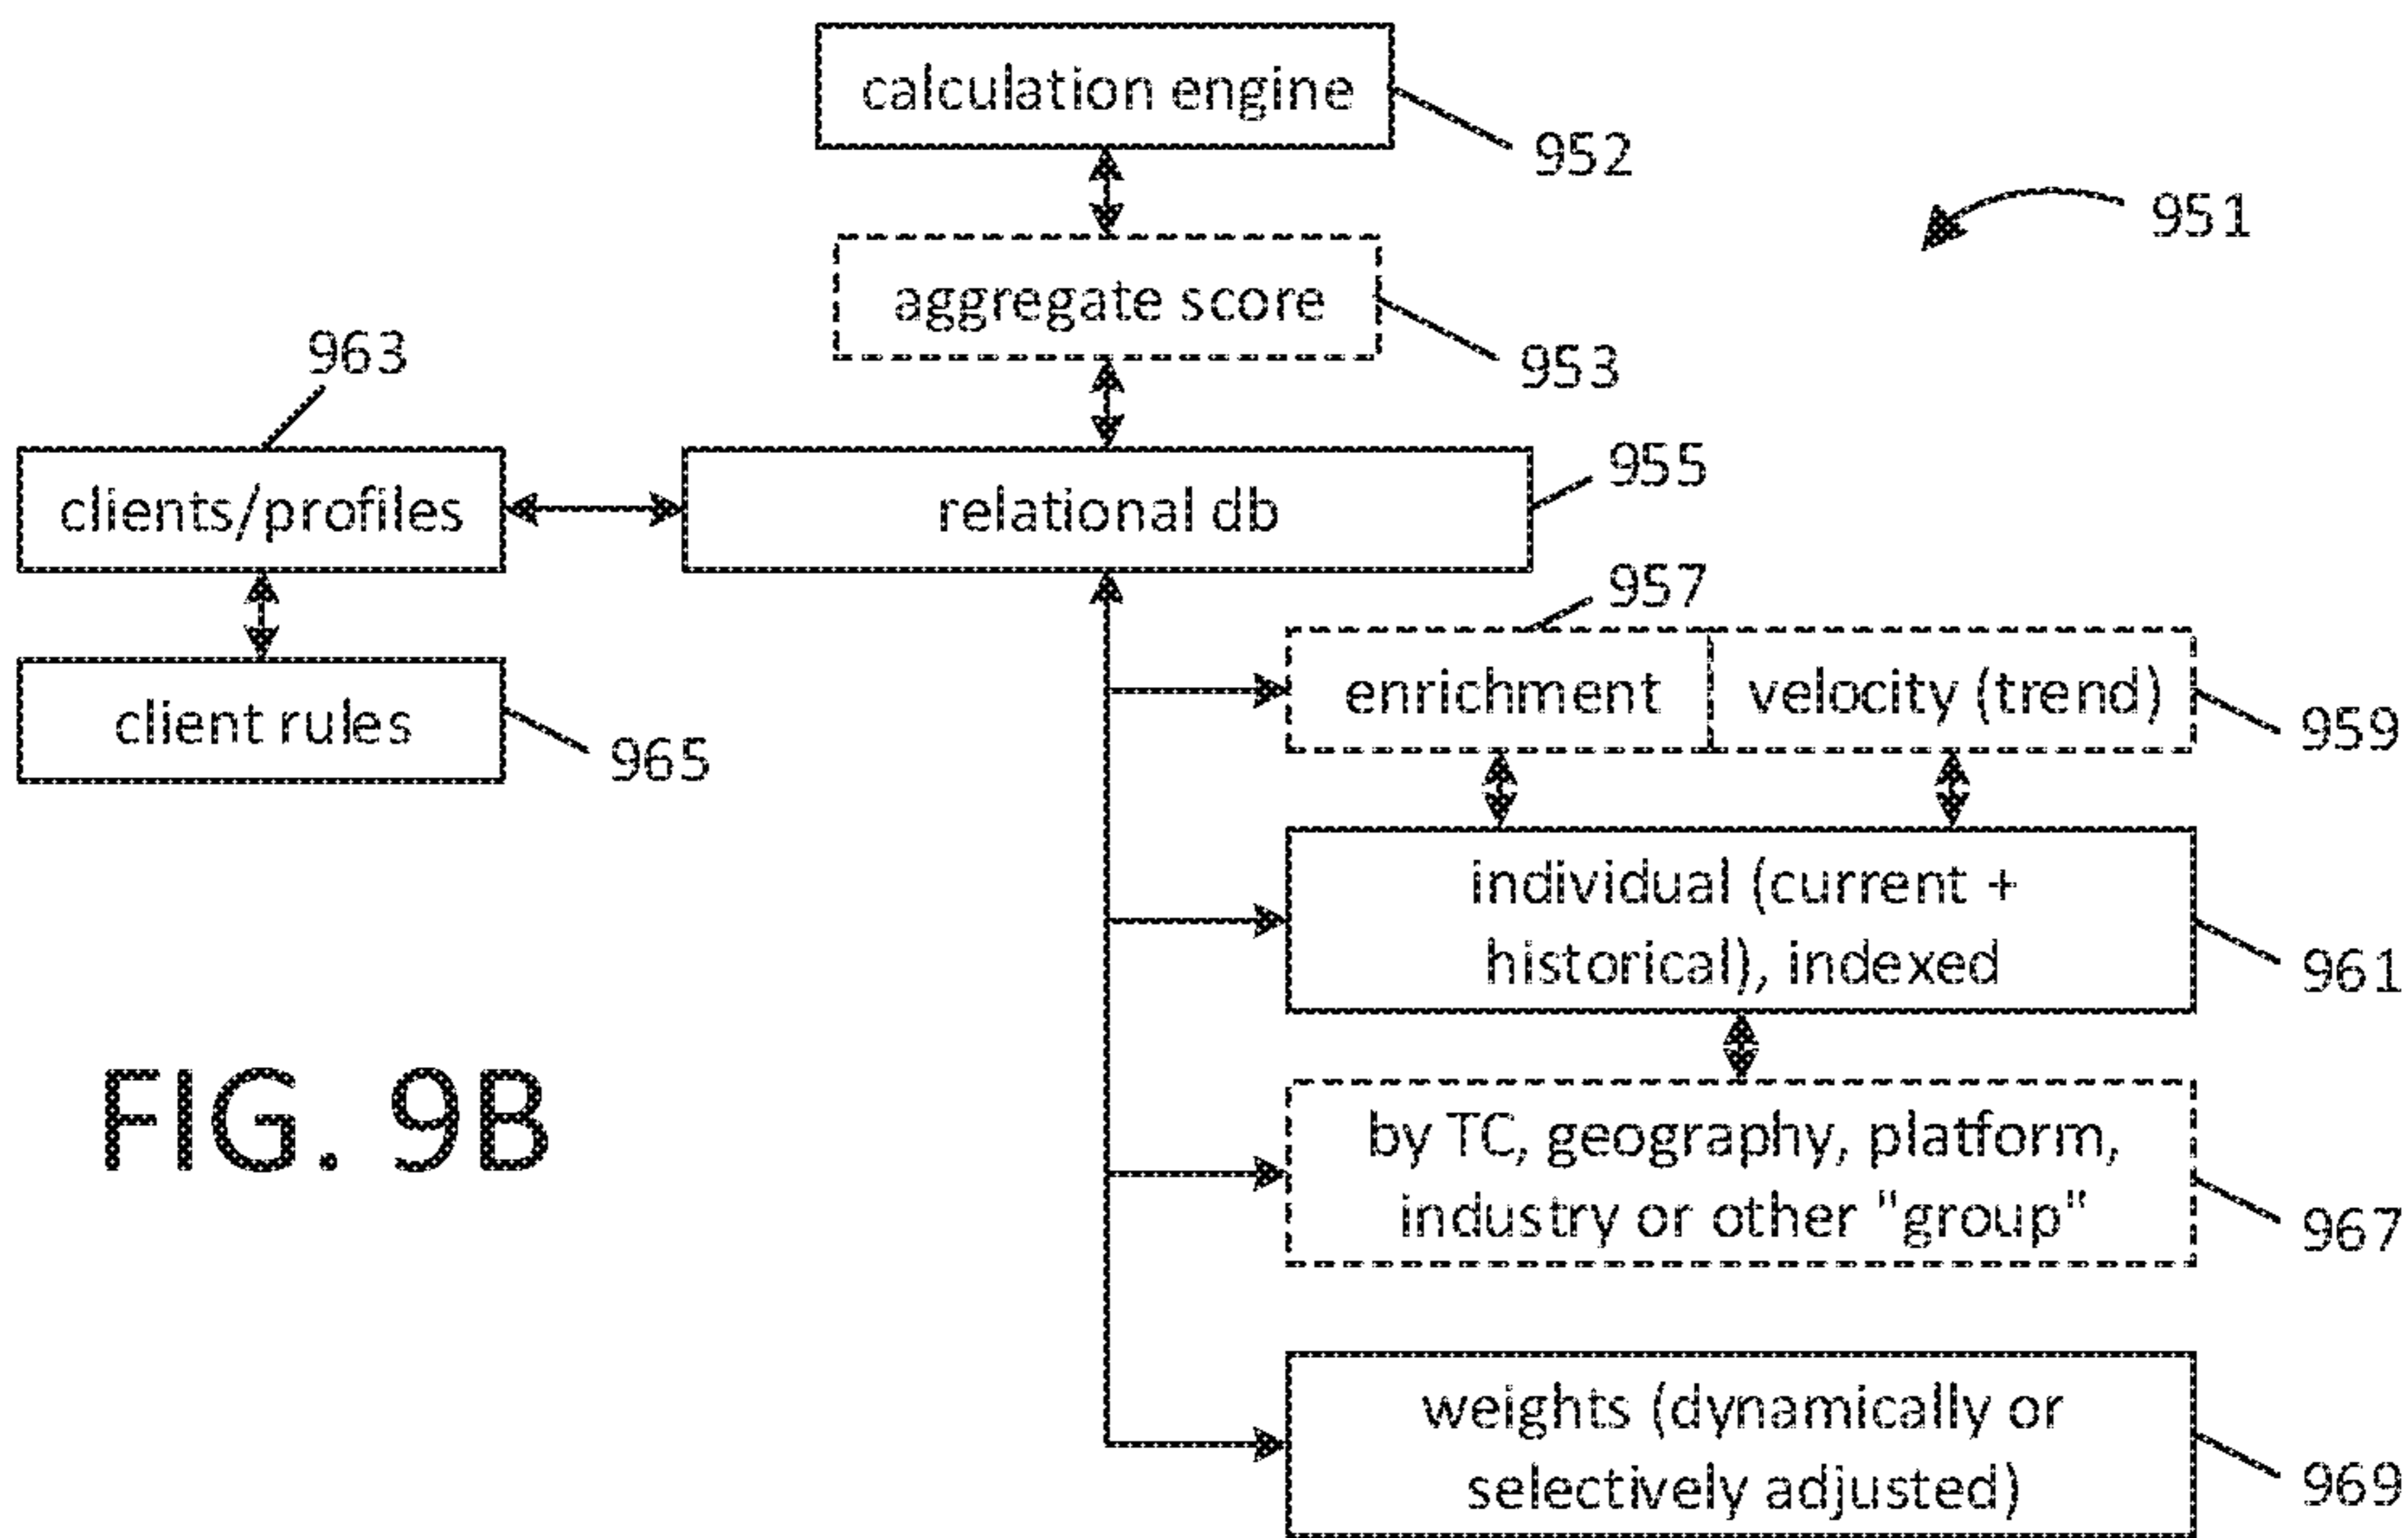 calculation engine
952
951
aggregate score
953
963
clients/profiles
relational db
955
957
enrichment
velocity (trend)
959
client rules
965
individual (current +
historical), indexed
961
FIG. 9B
by TC, geography, platform,
industry or other "group"
967
weights (dynamically or
selectively adjusted)
969